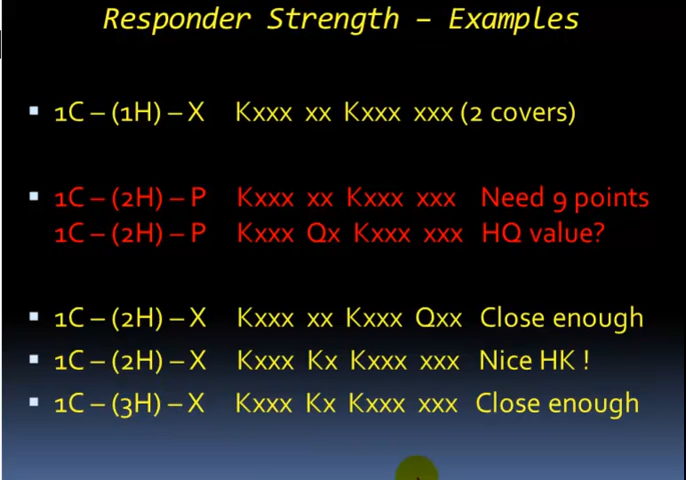 Responder Strength – Examples
1C – (1H) – X Kxxx xx Kxxx xxx (2 covers)
1C – (2H) – P Kxxx xx Kxxx xxx Need 9 points
1C – (2H) – P Kxxx Qx Kxxx xxx HQ value?
1C – (2H) – X Kxxx xx Kxxx Qxx Close enough
1C – (2H) – X Kxxx Kx Kxxx xxx Nice HK !
1C – (3H) – X Kxxx Kx Kxxx xxx Close enough